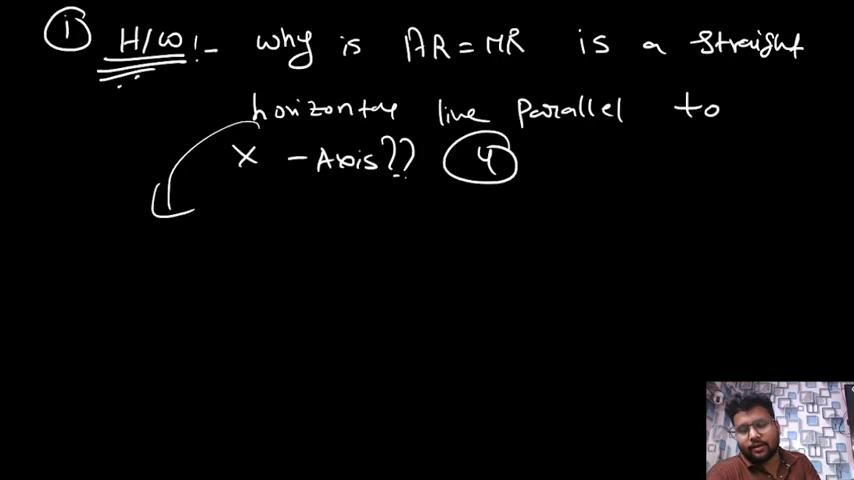 ① H/W:- why is AR = MR is a straight
horizontal line parallel to
X - Axis?? 4